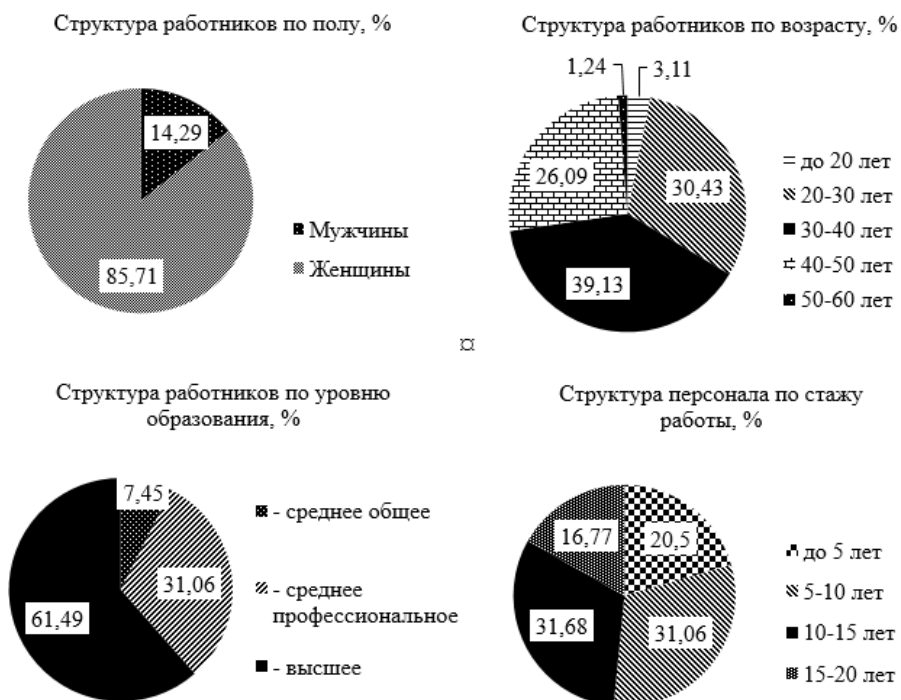 Структура работников по полу, %
14,29
85,71
Мужчины
Женщины
Структура работников по возрасту, %
1,24
3,11
26,09
30,43
39,13
до 20 лет
20-30 лет
30-40 лет
40-50 лет
50-60 лет
¤
Структура работников по уровню
образования, %
7,45
31,06
61,49
- среднее общее
- среднее
профессиональное
- высшее
Структура персонала по стажу
работы, %
16,77
20,5
31,68
31,06
до 5 лет
5-10 лет
10-15 лет
15-20 лет